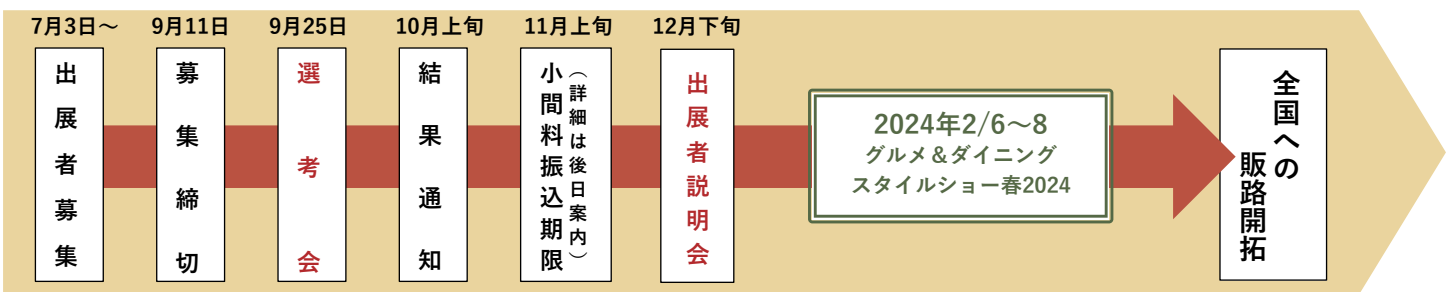 7月3日～
出展者募集
9月11日
募集締切
9月25日
選考会
10月上旬
結果通知
11月上旬
小間料振込期限
（詳細は後日案内）
12月下旬
出展者説明会
2024年2/6～8
グルメ＆ダイニング
スタイルショー春2024
全国への
販路開拓